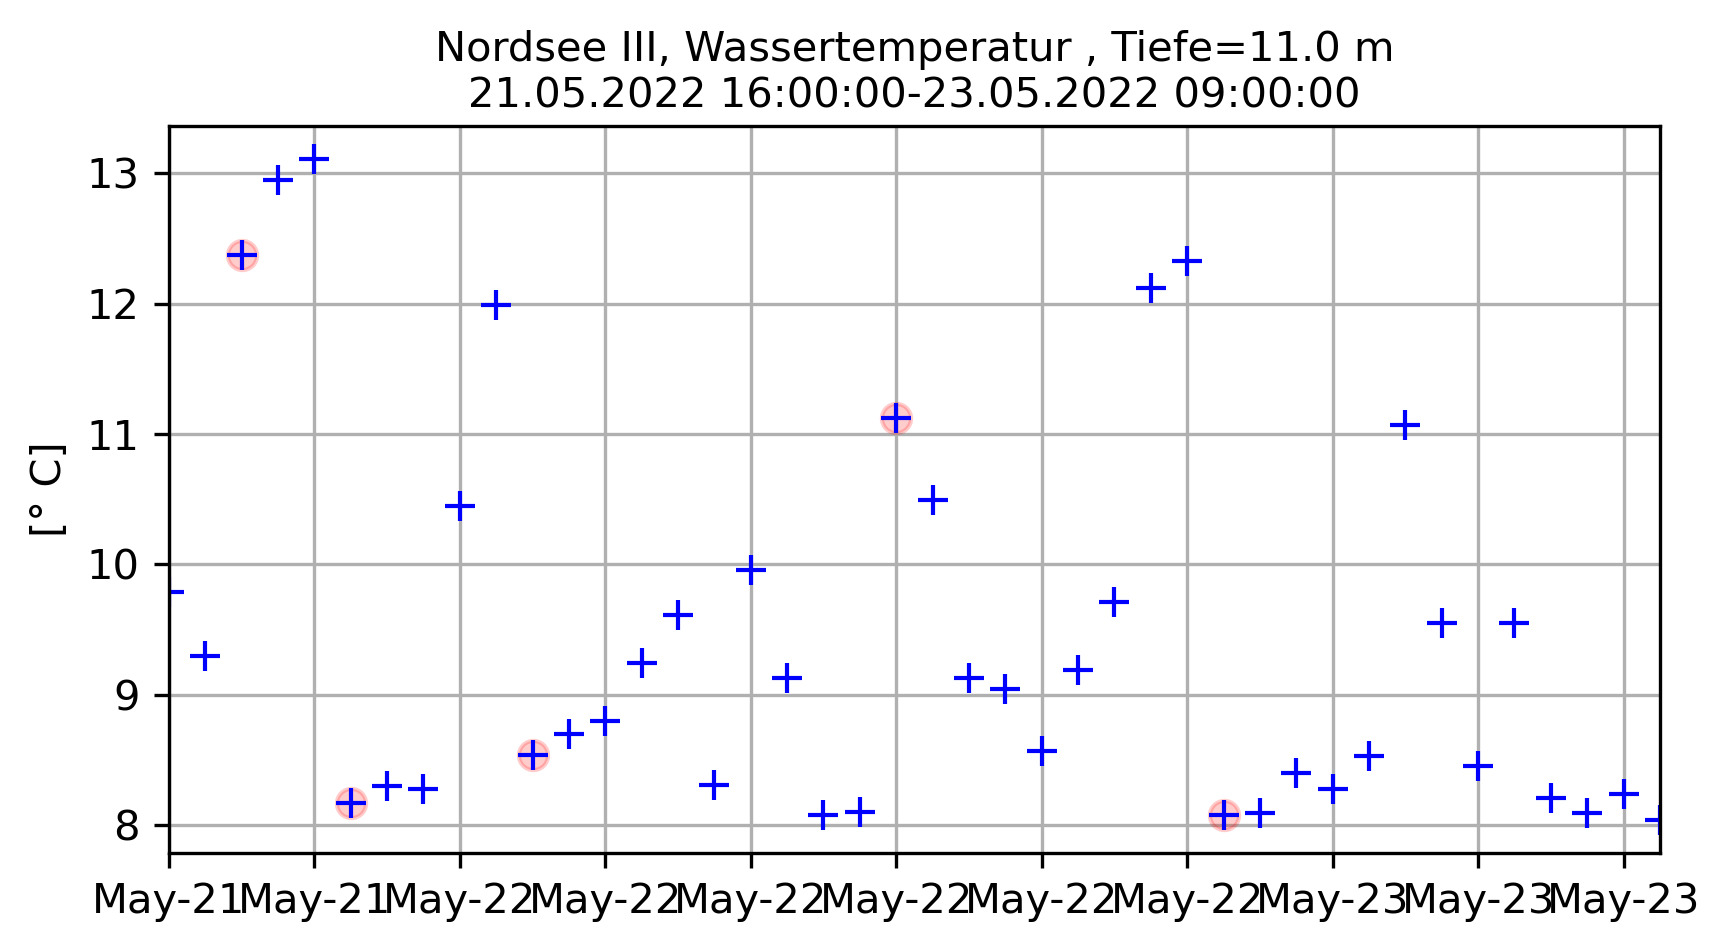 Nordsee III, Wassertemperatur , Tiefe=11.0 m
21.05.2022 16:00:00-23.05.2022 09:00:00
[° C]
13
12
11
10
9
8
May-21 May-21 May-22 May-22 May-22 May-22 May-22 May-22 May-23 May-23 May-23